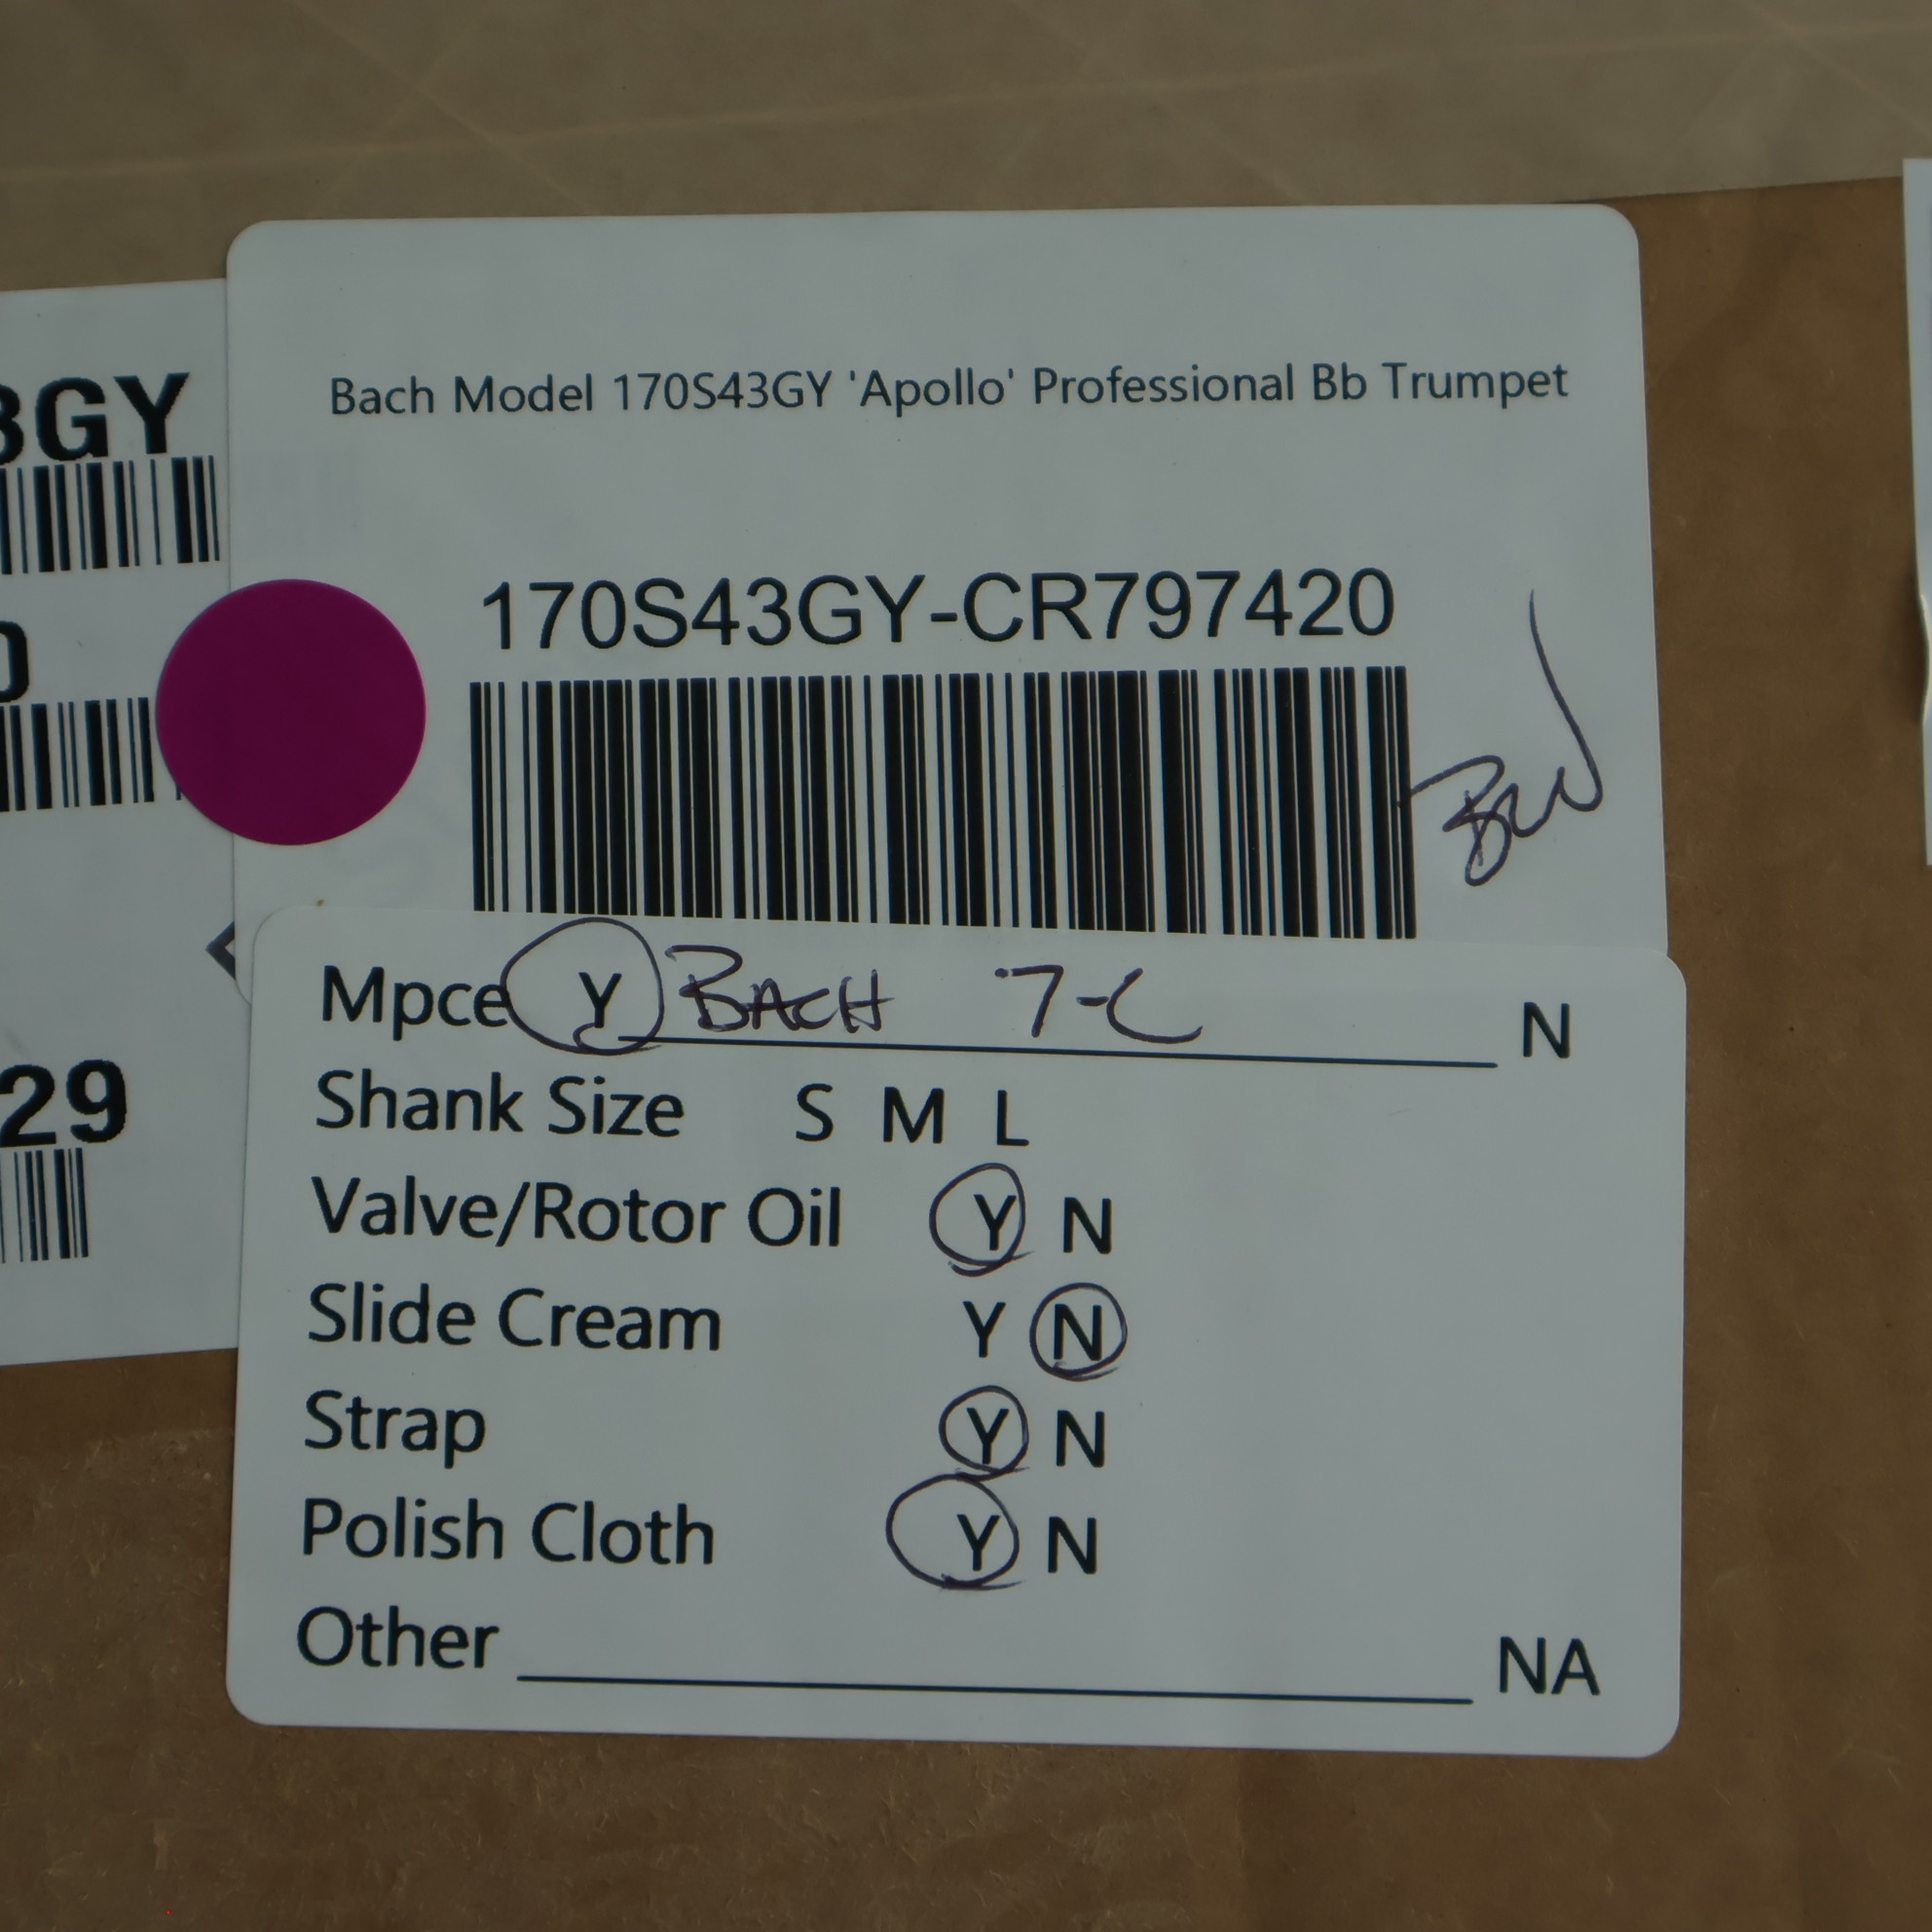 3GY
29
Bach Model 170S43GY 'Apollo' Professional Bb Trumpet
170S43GY-CR797420
Mpce Y BACH 7-C N
Shank Size S M L
Valve/Rotor Oil Y N
Slide Cream Y N
Strap Y N
Polish Cloth Y N
Other NA